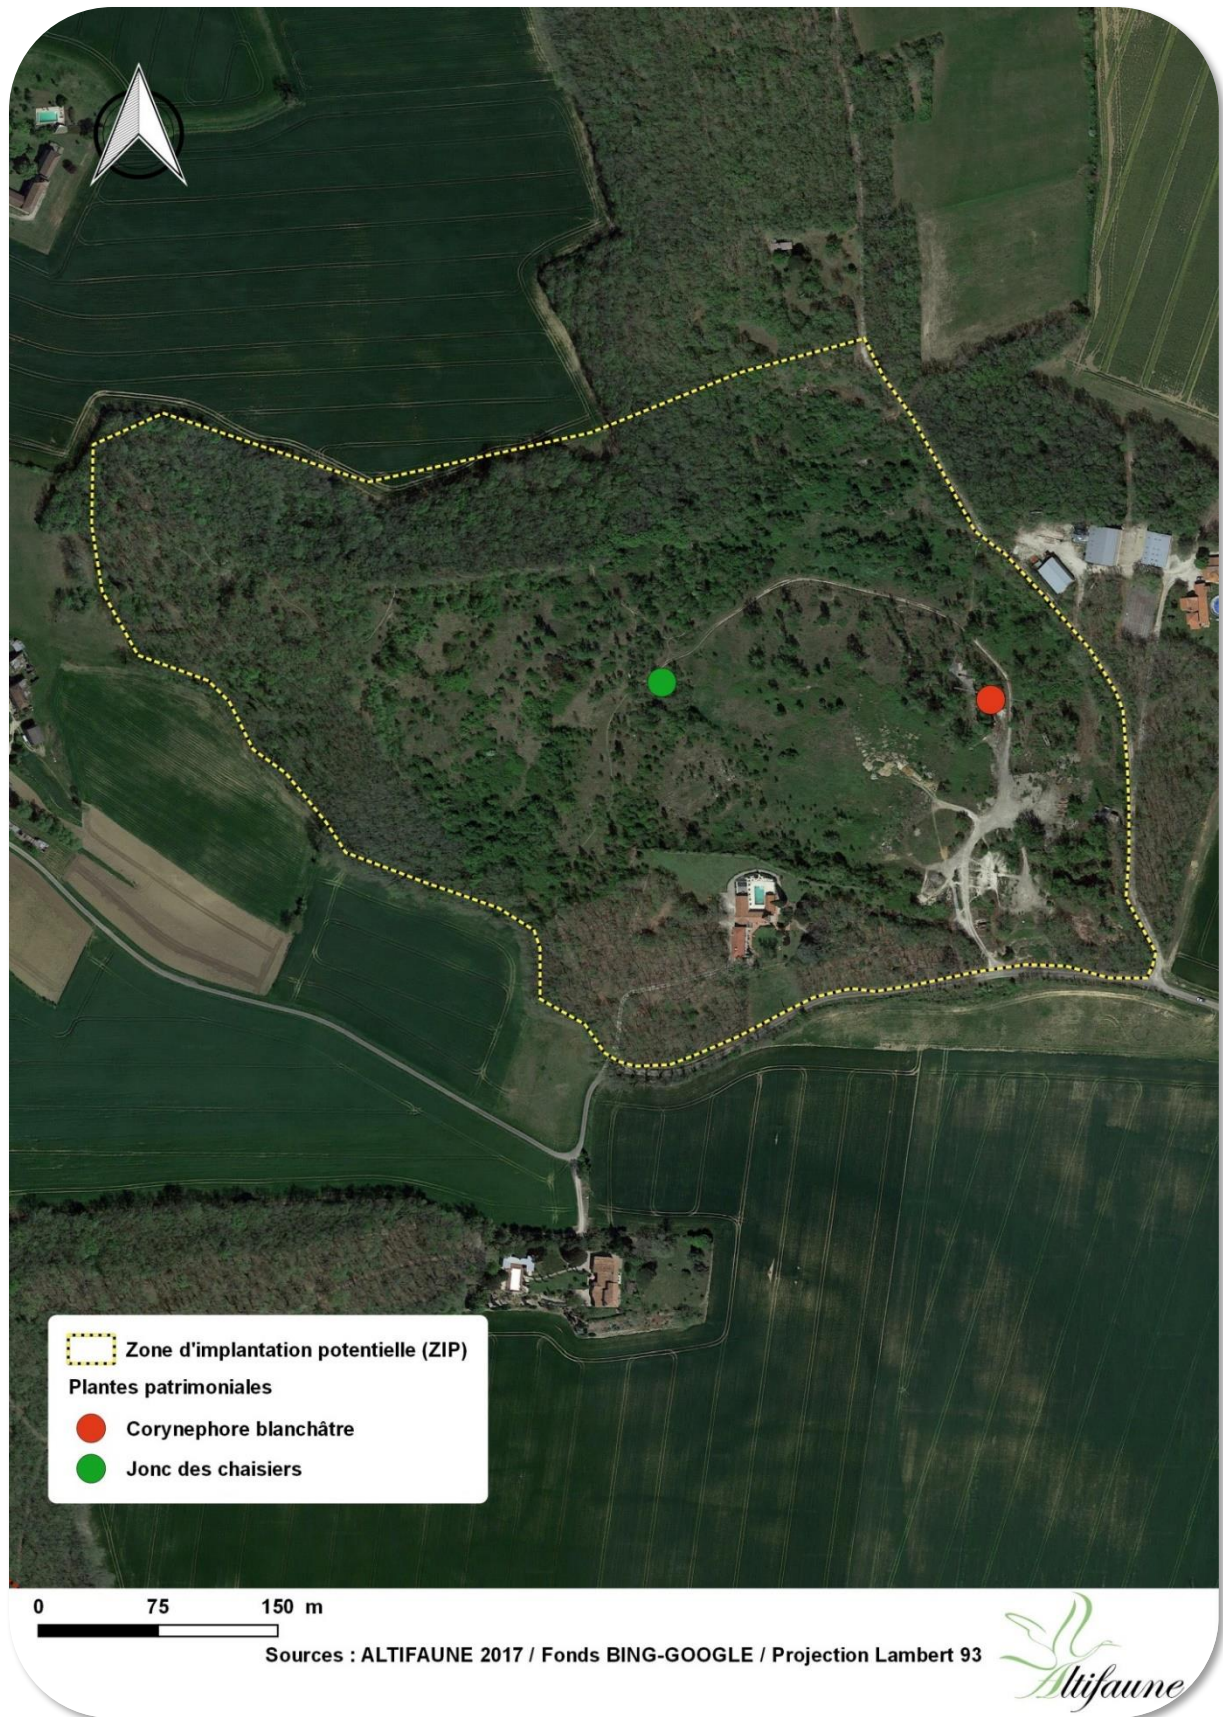 Zone d'implantation potentielle (ZIP)
Plantes patrimoniales
Corynephore blanchâtre
Jonc des chaisiers
0 75 150 m
Sources : ALTIFAUNE 2017 / Fonds BING-GOOGLE / Projection Lambert 93
Altifaune